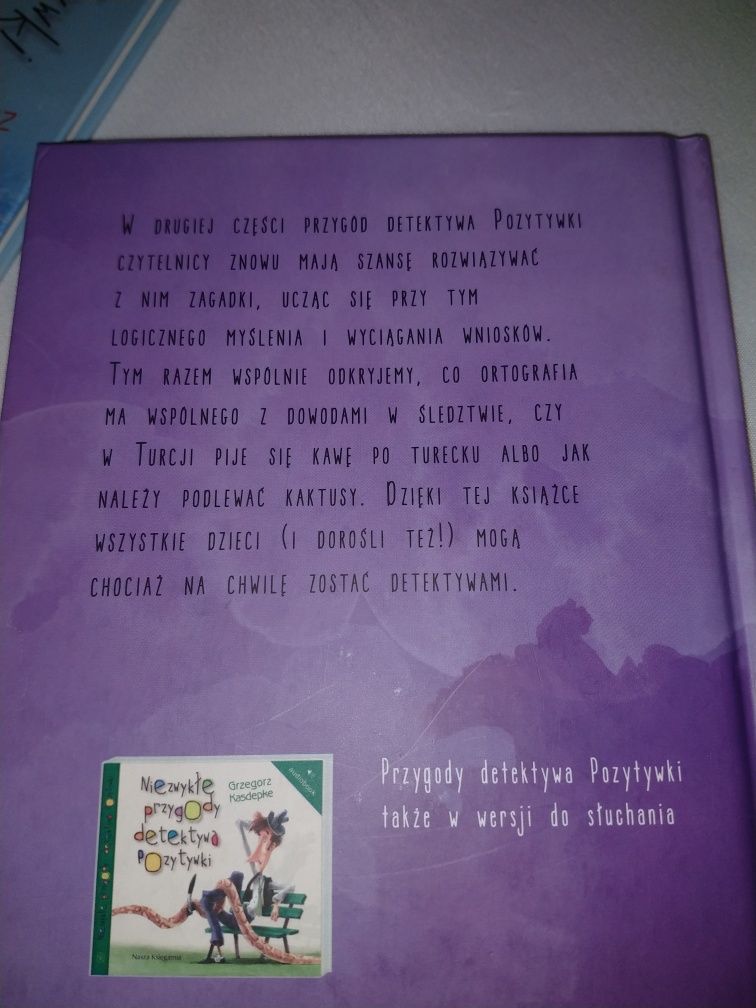 W DRUGIEJ CZĘŚCI PRZYGÓD DETEKTYWA POZYTYWKI
CZYTELNICY ZNOWU MAJĄ SZANSĘ ROZWIĄZYWAĆ
Z NIM ZAGADKI, UCZĄC SIĘ PRZY TYM
LOGICZNEGO MYŚLENIA I WYCIĄGANIA WNIOSKÓW.
TYM RAZEM WSPÓLNIE ODKRYJEMY, CO ORTOGRAFIA
MA WSPÓLNEGO Z DOWODAMI W ŚLEDZTWIE, CZY
W TURCJI PIJE SIĘ KAWĘ PO TURECKU ALBO JAK
NALEŻY PODLEWAĆ KAKTUSY. DZIĘKI TEJ KSIĄŻCE
WSZYSTKIE DZIECI (I DOROŚLI TEŻ!) MOGĄ
CHOCIAŻ NA CHWILĘ ZOSTAĆ DETEKTYWAMI.
Niezwykłe
przygody
detektywa
Pozytywki
Grzegorz
Kasdepke
audiobook
Nasza Księgarnia
Przygody detektywa Pozytywki
także w wersji do słuchania